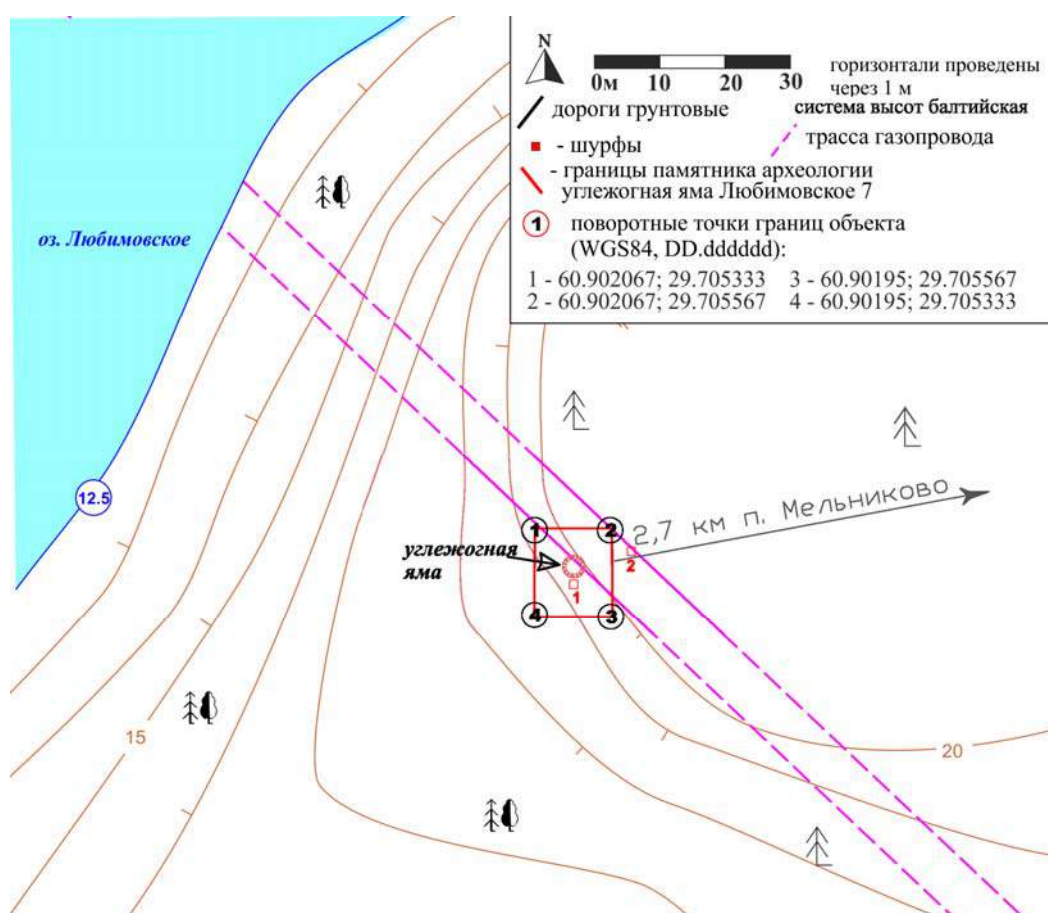 N
0м 10 20 30
горизонтали проведены
через 1 м
дороги грунтовые
система высот балтийская
трасса газопровода
- шурфы
- границы памятника археологии
углежогная яма Любимовское 7
1 поворотные точки границ объекта
(WGS84, DD.dddddd):
1 - 60.902067; 29.705333 3 - 60.90195; 29.705567
2 - 60.902067; 29.705567 4 - 60.90195; 29.705333
оз. Любимовское
12.5
2,7 км п. Мельниково
1
2
углежогная
яма
2
1
4
3
15
20